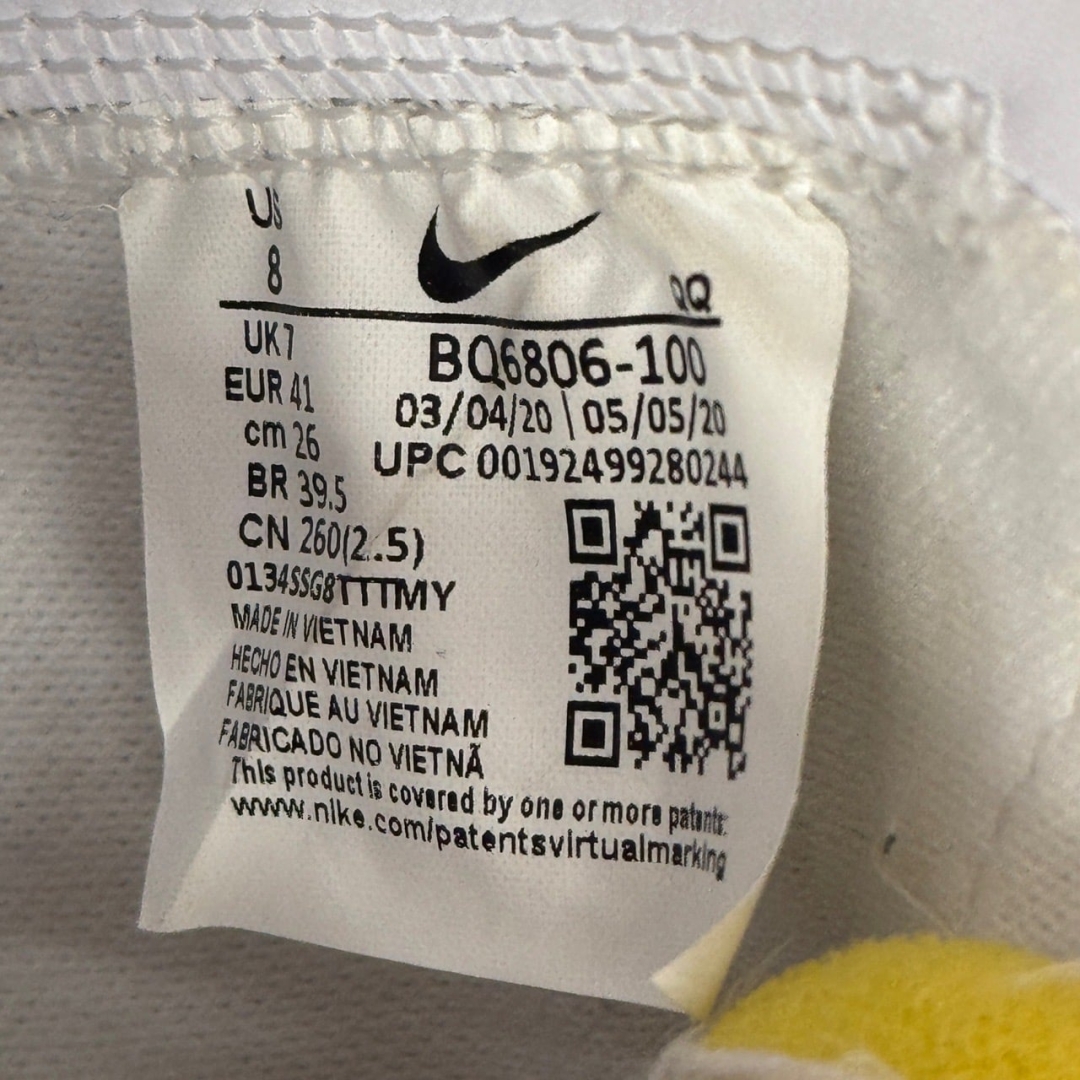 US
8
QQ
UK 7
BQ6806-100
EUR 41
03/04/20 \ 05/05/20
cm 26
UPC 00192499280244
BR 39.5
CN 260(2..5)
0134SSG8TTTMY
MADE IN VIETNAM
HECHO EN VIETNAM
FABRIQUE AU VIETNAM
FABRICADO NO VIETNÃ
This product is covered by one or more patents:
www.nike.com/patentsvirtualmarking